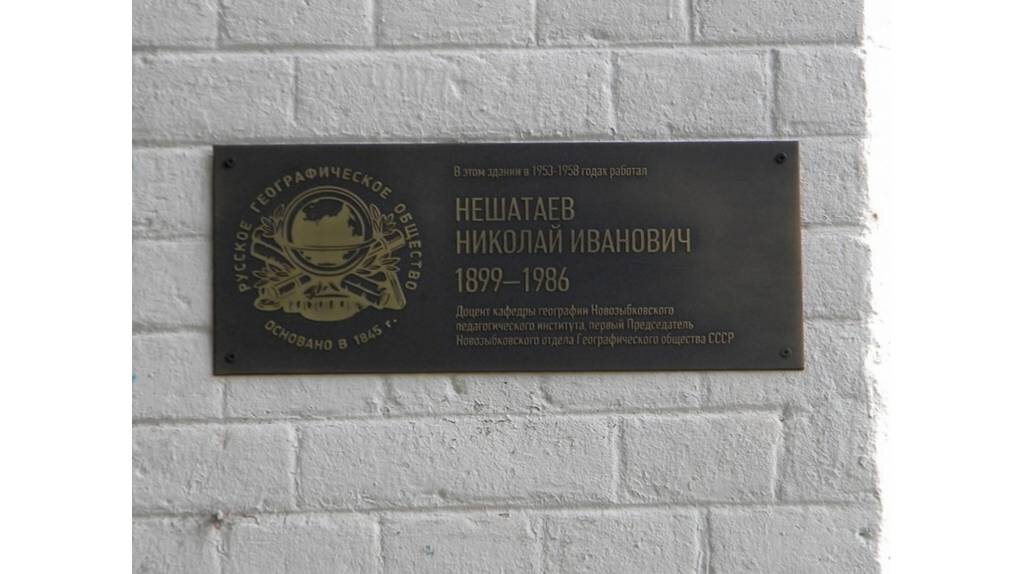 РУССКОЕ ГЕОГРАФИЧЕСКОЕ ОБЩЕСТВО
ОСНОВАНО В 1845 г.
В этом здании в 1953-1958 годах работал
НЕШАТАЕВ
НИКОЛАЙ ИВАНОВИЧ
1899–1986
Доцент кафедры географии Новозыбковского
педагогического института, первый Председатель
Новозыбковского отдела Географического общества СССР